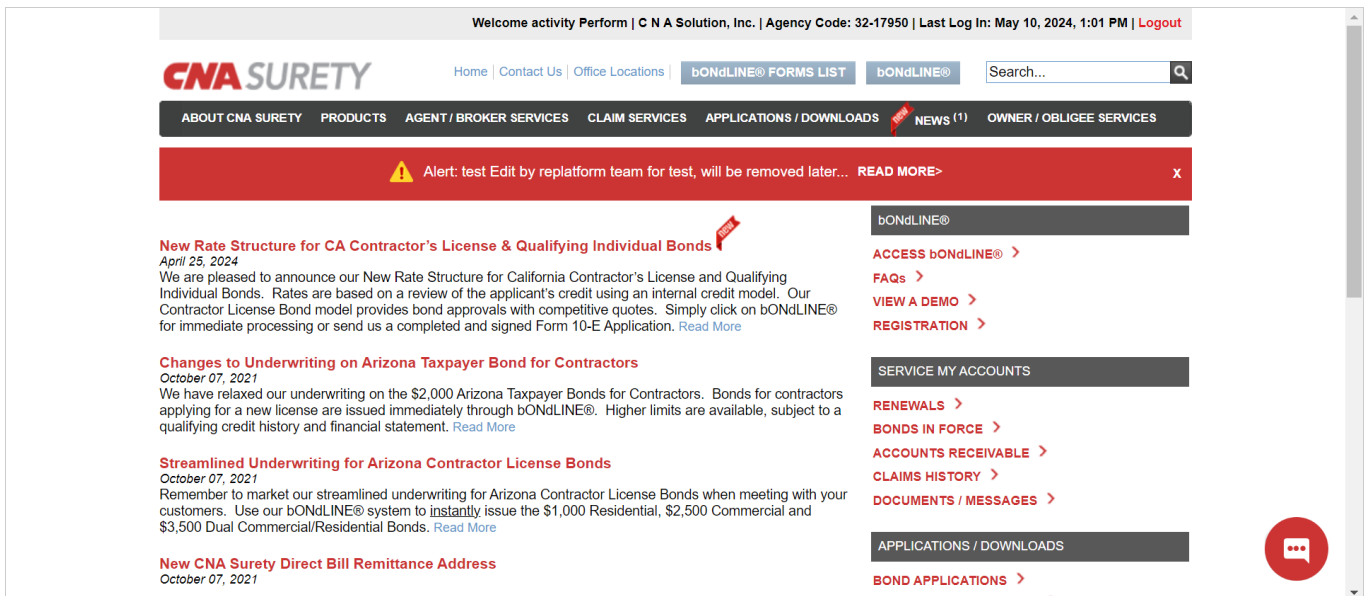 Welcome activity Perform | C N A Solution, Inc. | Agency Code: 32-17950 | Last Log In: May 10, 2024, 1:01 PM | Logout
CNA SURETY
Home | Contact Us | Office Locations | bONdLINE® FORMS LIST bONdLINE® Search...
ABOUT CNA SURETY PRODUCTS AGENT / BROKER SERVICES CLAIM SERVICES APPLICATIONS / DOWNLOADS new NEWS (1) OWNER / OBLIGEE SERVICES
Alert: test Edit by replatform team for test, will be removed later... READ MORE> X
New Rate Structure for CA Contractor’s License & Qualifying Individual Bonds new
April 25, 2024
We are pleased to announce our New Rate Structure for California Contractor’s License and Qualifying
Individual Bonds. Rates are based on a review of the applicant’s credit using an internal credit model. Our
Contractor License Bond model provides bond approvals with competitive quotes. Simply click on bONdLINE®
for immediate processing or send us a completed and signed Form 10-E Application. Read More
Changes to Underwriting on Arizona Taxpayer Bond for Contractors
October 07, 2021
We have relaxed our underwriting on the $2,000 Arizona Taxpayer Bonds for Contractors. Bonds for contractors
applying for a new license are issued immediately through bONdLINE®. Higher limits are available, subject to a
qualifying credit history and financial statement. Read More
Streamlined Underwriting for Arizona Contractor License Bonds
October 07, 2021
Remember to market our streamlined underwriting for Arizona Contractor License Bonds when meeting with your
customers. Use our bONdLINE® system to instantly issue the $1,000 Residential, $2,500 Commercial and
$3,500 Dual Commercial/Residential Bonds. Read More
New CNA Surety Direct Bill Remittance Address
October 07, 2021
bONdLINE®
ACCESS bONdLINE®
FAQs
VIEW A DEMO
REGISTRATION
SERVICE MY ACCOUNTS
RENEWALS
BONDS IN FORCE
ACCOUNTS RECEIVABLE
CLAIMS HISTORY
DOCUMENTS / MESSAGES
APPLICATIONS / DOWNLOADS
BOND APPLICATIONS